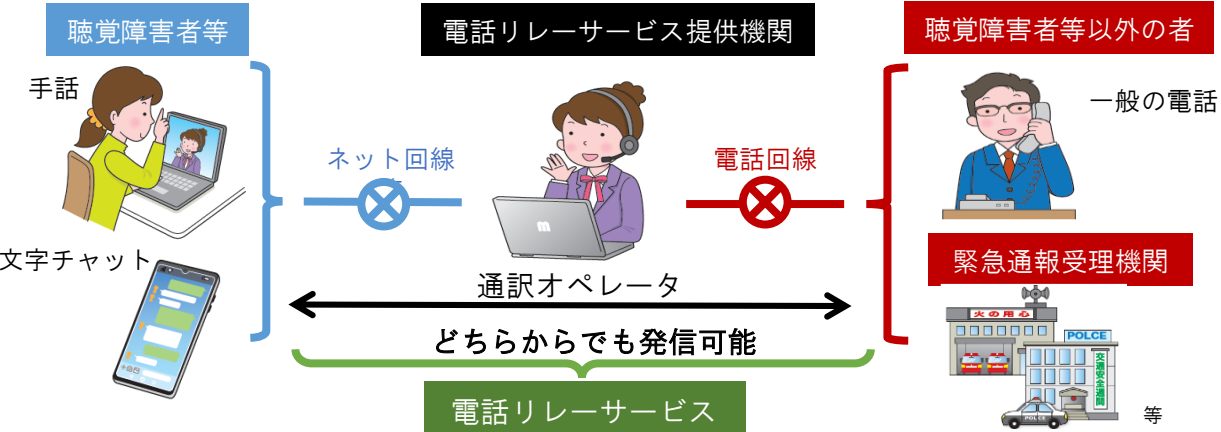 聴覚障害者等
電話リレーサービス提供機関
聴覚障害者等以外の者
手話
一般の電話
ネット回線
電話回線
文字チャット
通訳オペレータ
緊急通報受理機関
火の用心
どちらからでも発信可能
POLCE
交通安全週間
POLICE
電話リレーサービス
等